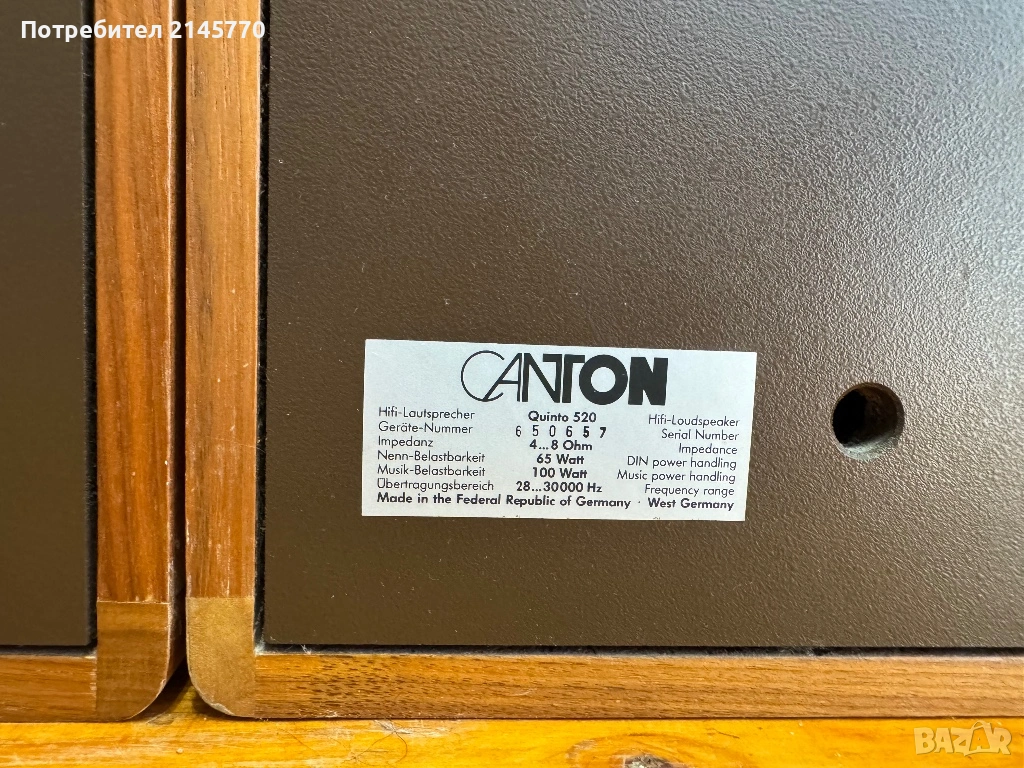 Потребител 2145770
CANTON
Hifi-Lautsprecher Quinto 520 Hifi-Loudspeaker
Geräte-Nummer 650657 Serial Number
Impedanz 4...8 Ohm Impedance
Nenn-Belastbarkeit 65 Watt DIN power handling
Musik-Belastbarkeit 100 Watt Music power handling
Übertragungsbereich 28...30000 Hz Frequency range
Made in the Federal Republic of Germany · West Germany
BAZAR